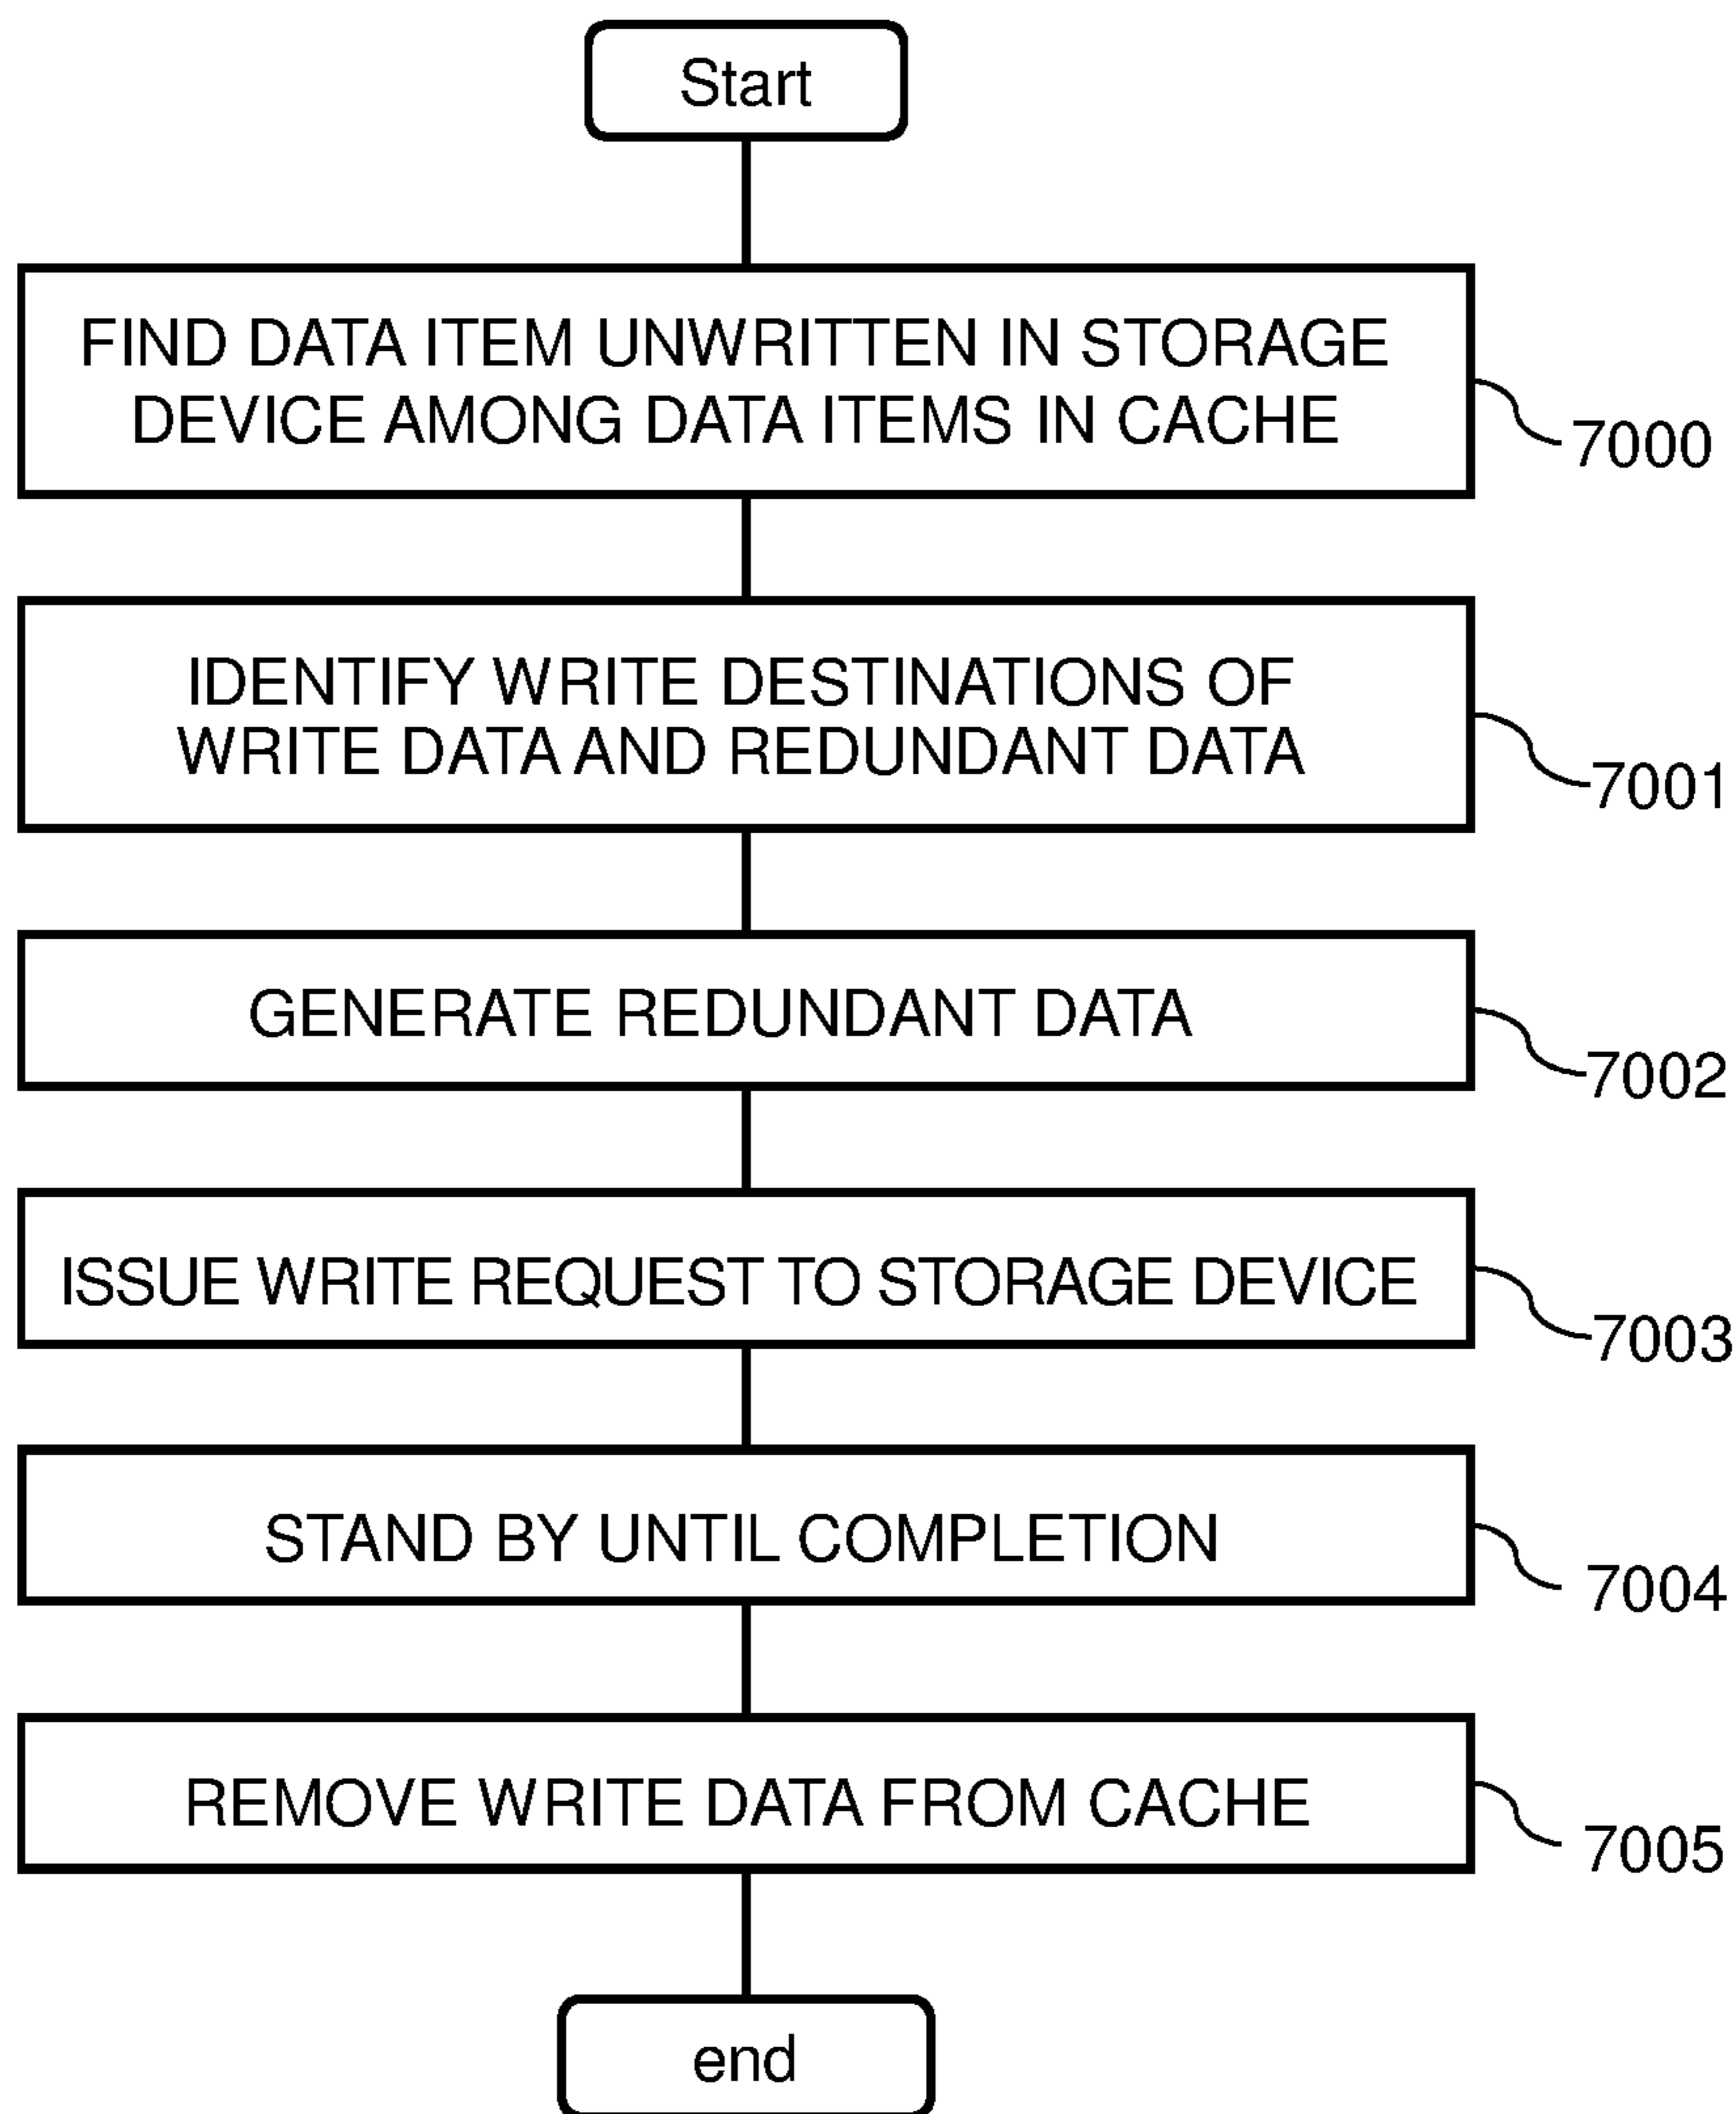 Start
FIND DATA ITEM UNWRITTEN IN STORAGE
DEVICE AMONG DATA ITEMS IN CACHE
7000
IDENTIFY WRITE DESTINATIONS OF
WRITE DATA AND REDUNDANT DATA
7001
GENERATE REDUNDANT DATA
7002
ISSUE WRITE REQUEST TO STORAGE DEVICE
7003
STAND BY UNTIL COMPLETION
7004
REMOVE WRITE DATA FROM CACHE
7005
end